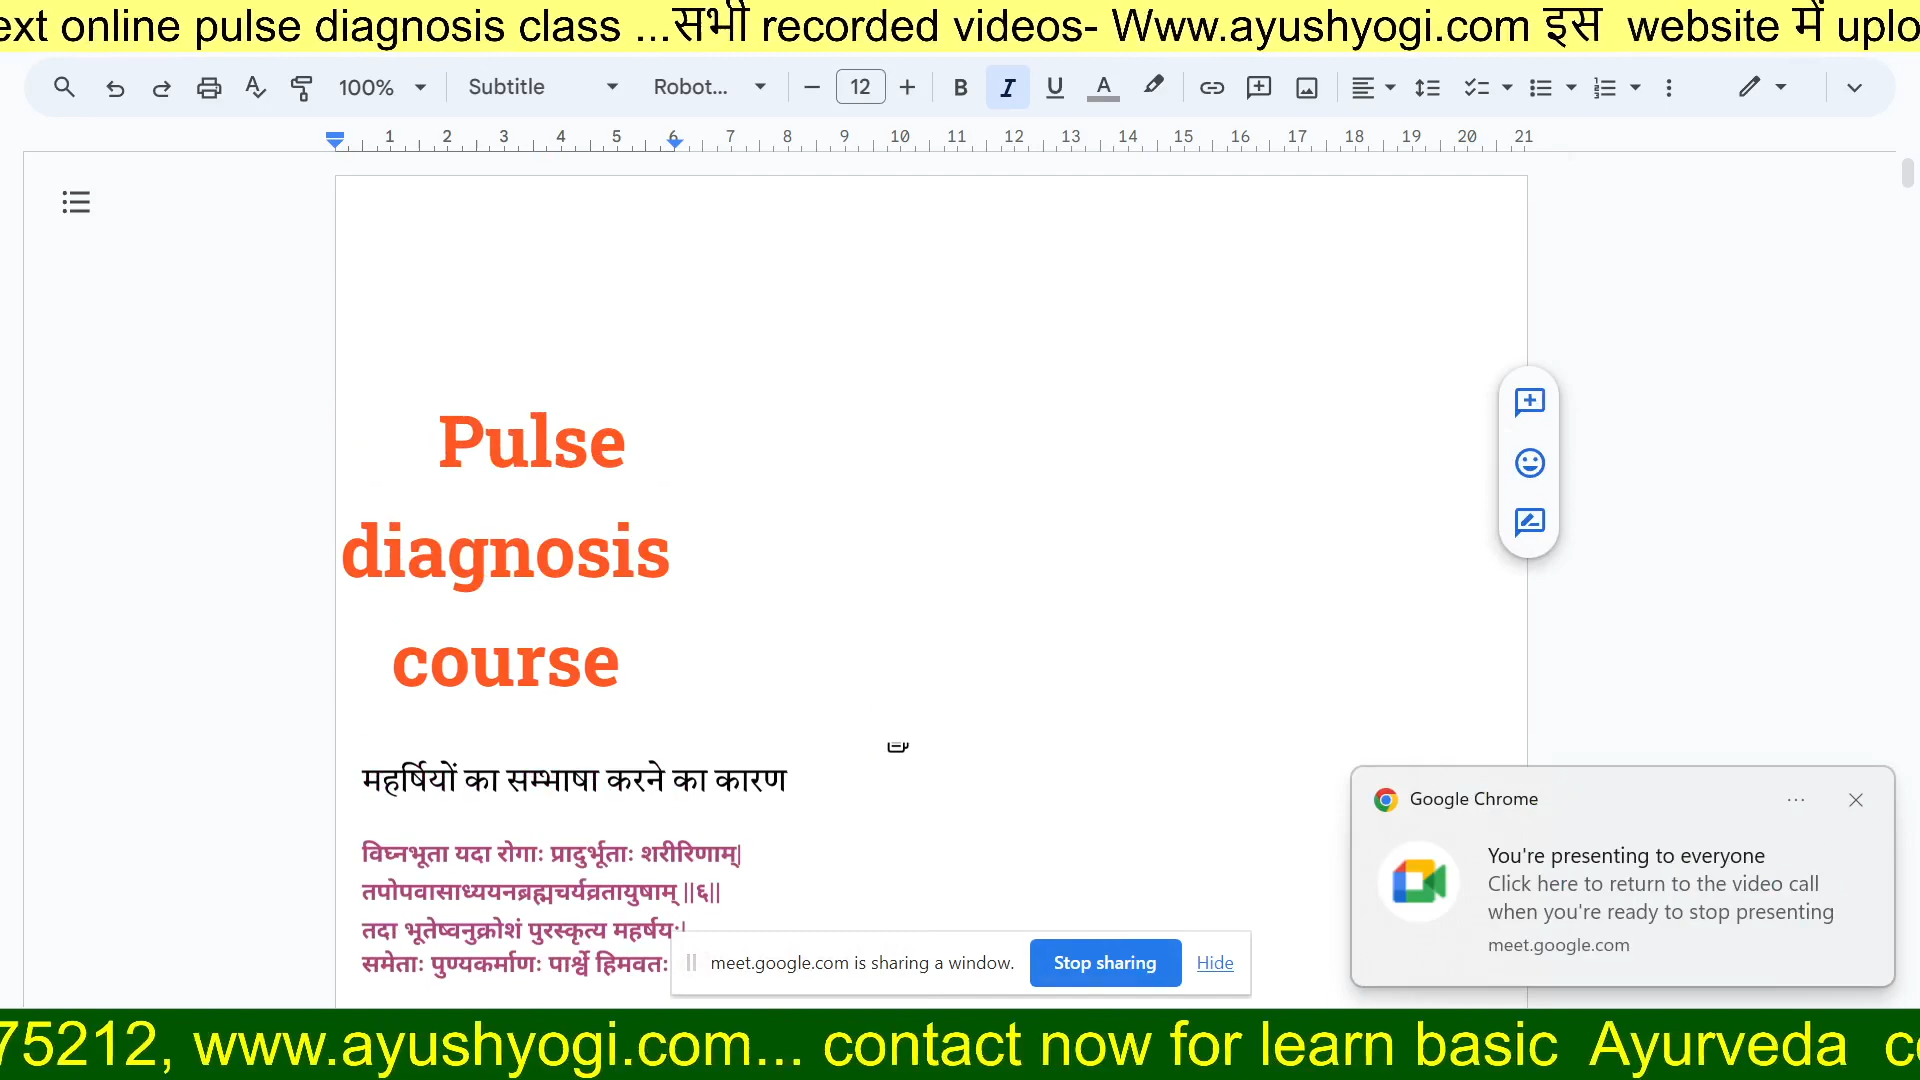 ext online pulse diagnosis class ...सभी recorded videos- Www.ayushyogi.com इस website में uplo
100% Subtitle Robot... 12 B I U A
1 2 3 4 5 6 7 8 9 10 11 12 13 14 15 16 17 18 19 20 21
Pulse
diagnosis
course
महर्षियों का सम्भाषा करने का कारण
विघ्नभूता यदा रोगाः प्रादुर्भूताः शरीरिणाम्|
तपोपवासाध्ययनब्रह्मचर्यव्रतायुषाम् ||६||
तदा भूतेष्वनुक्रोशं पुरस्कृत्य महर्षयः|
समेताः पुण्यकर्माणः पार्श्वे हिमवतः
meet.google.com is sharing a window. Stop sharing Hide
Google Chrome
You're presenting to everyone
Click here to return to the video call
when you're ready to stop presenting
meet.google.com
75212, www.ayushyogi.com... contact now for learn basic Ayurveda c